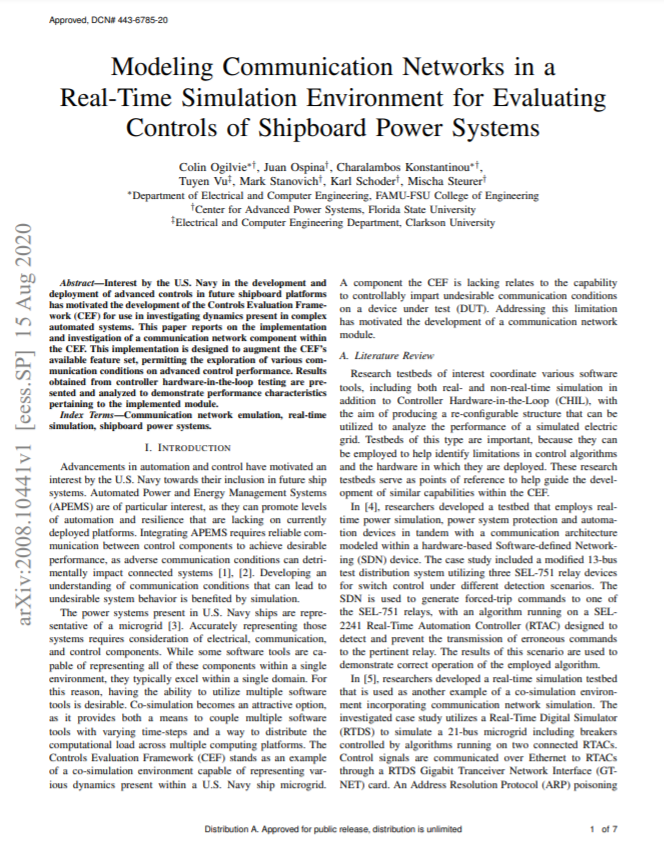 Approved, DCN# 443-6785-20
Modeling Communication Networks in a
Real-Time Simulation Environment for Evaluating
Controls of Shipboard Power Systems
Colin Ogilvie*†, Juan Ospina†, Charalambos Konstantinou*†,
Tuyen Vu‡, Mark Stanovich†, Karl Schoder†, Mischa Steurer†
*Department of Electrical and Computer Engineering, FAMU-FSU College of Engineering
†Center for Advanced Power Systems, Florida State University
‡Electrical and Computer Engineering Department, Clarkson University
arXiv:2008.10441v1 [eess.SP] 15 Aug 2020
Abstract—Interest by the U.S. Navy in the development and
deployment of advanced controls in future shipboard platforms
has motivated the development of the Controls Evaluation Frame-
work (CEF) for use in investigating dynamics present in complex
automated systems. This paper reports on the implementation
and investigation of a communication network component within
the CEF. This implementation is designed to augment the CEF's
available feature set, permitting the exploration of various com-
munication conditions on advanced control performance. Results
obtained from controller hardware-in-the-loop testing are pre-
sented and analyzed to demonstrate performance characteristics
pertaining to the implemented module.
Index Terms—Communication network emulation, real-time
simulation, shipboard power systems.
I. INTRODUCTION
Advancements in automation and control have motivated an
interest by the U.S. Navy towards their inclusion in future ship
systems. Automated Power and Energy Management Systems
(APEMS) are of particular interest, as they can promote levels
of automation and resilience that are lacking on currently
deployed platforms. Integrating APEMS requires reliable com-
munication between control components to achieve desirable
performance, as adverse communication conditions can detri-
mentally impact connected systems [1], [2]. Developing an
understanding of communication conditions that can lead to
undesirable system behavior is benefited by simulation.
The power systems present in U.S. Navy ships are repre-
sentative of a microgrid [3]. Accurately representing those
systems requires consideration of electrical, communication,
and control components. While some software tools are ca-
pable of representing all of these components within a single
environment, they typically excel within a single domain. For
this reason, having the ability to utilize multiple software
tools is desirable. Co-simulation becomes an attractive option,
as it provides both a means to couple multiple software
tools with varying time-steps and a way to distribute the
computational load across multiple computing platforms. The
Controls Evaluation Framework (CEF) stands as an example
of a co-simulation environment capable of representing var-
ious dynamics present within a U.S. Navy ship microgrid.
A component the CEF is lacking relates to the capability
to controllably impart undesirable communication conditions
on a device under test (DUT). Addressing this limitation
has motivated the development of a communication network
module.
A. Literature Review
Research testbeds of interest coordinate various software
tools, including both real- and non-real-time simulation in
addition to Controller Hardware-in-the-Loop (CHIL), with
the aim of producing a re-configurable structure that can be
utilized to analyze the performance of a simulated electric
grid. Testbeds of this type are important, because they can
be employed to help identify limitations in control algorithms
and the hardware in which they are deployed. These research
testbeds serve as points of reference to help guide the devel-
opment of similar capabilities within the CEF.
In [4], researchers developed a testbed that employs real-
time power simulation, power system protection and automa-
tion devices in tandem with a communication architecture
modeled within a hardware-based Software-defined Network-
ing (SDN) device. The case study included a modified 13-bus
test distribution system utilizing three SEL-751 relay devices
for switch control under different detection scenarios. The
SDN is used to generate forced-trip commands to one of
the SEL-751 relays, with an algorithm running on a SEL-
2241 Real-Time Automation Controller (RTAC) designed to
detect and prevent the transmission of erroneous commands
to the pertinent relay. The results of this scenario are used to
demonstrate correct operation of the employed algorithm.
In [5], researchers developed a real-time simulation testbed
that is used as another example of a co-simulation environ-
ment incorporating communication network simulation. The
investigated case study utilizes a Real-Time Digital Simulator
(RTDS) to simulate a 21-bus microgrid including breakers
controlled by algorithms running on two connected RTACs.
Control signals are communicated over Ethernet to RTACs
through a RTDS Gigabit Tranceiver Network Interface (GT-
NET) card. An Address Resolution Protocol (ARP) poisoning
Distribution A. Approved for public release, distribution is unlimited
1 of 7